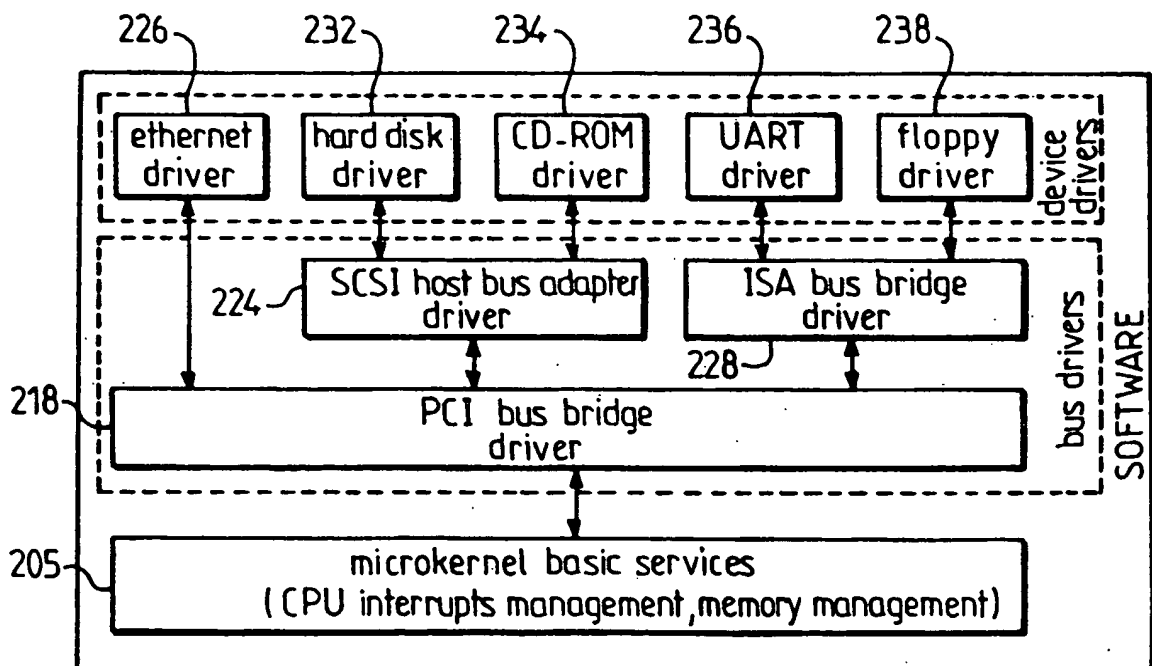 226
232
234
236
238
ethernet
driver
hard disk
driver
CD-ROM
driver
UART
driver
floppy
driver
device
drivers
224
SCSI host bus adapter
driver
ISA bus bridge
driver
228
218
PCI bus bridge
driver
bus drivers
SOFTWARE
205
microkernel basic services
(CPU interrupts management, memory management)